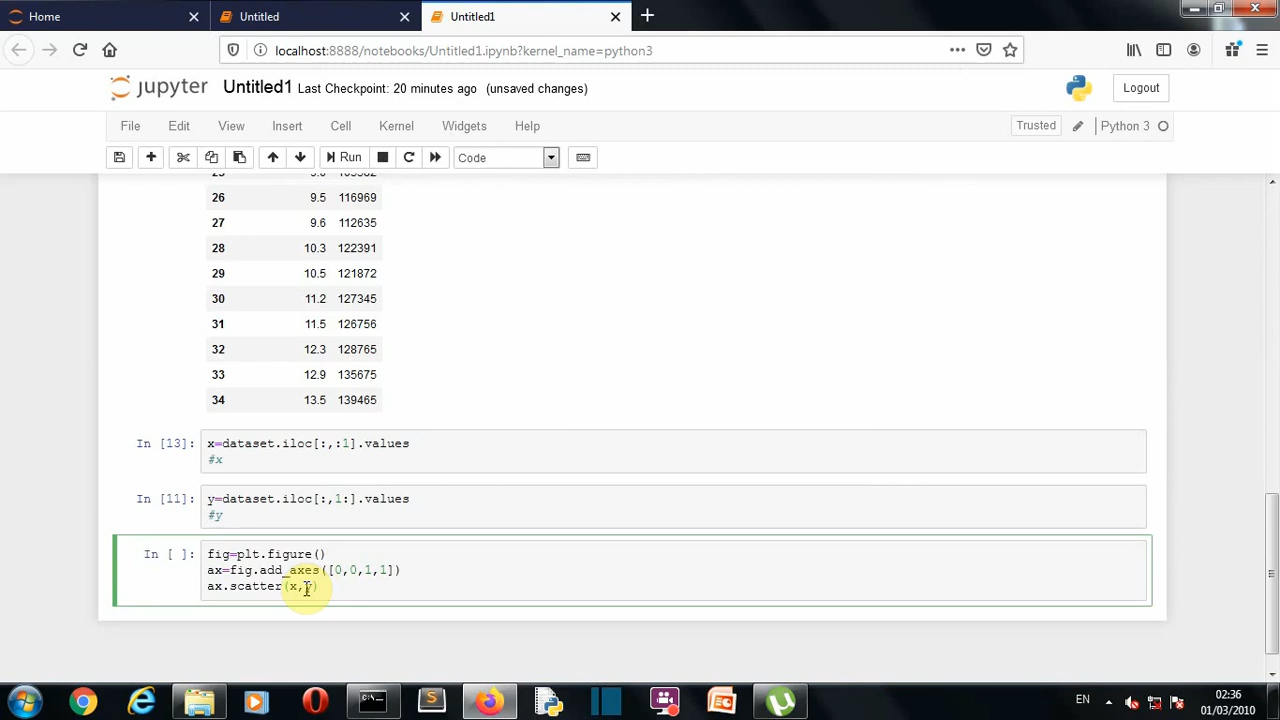 Home
Untitled
Untitled1
localhost:8888/notebooks/Untitled1.ipynb?kernel_name=python3
jupyter Untitled1 Last Checkpoint: 20 minutes ago (unsaved changes)
Logout
File Edit View Insert Cell Kernel Widgets Help
Trusted Python 3
Run Code
26 9.5 116969
27 9.6 112635
28 10.3 122391
29 10.5 121872
30 11.2 127345
31 11.5 126756
32 12.3 128765
33 12.9 135675
34 13.5 139465
In [13]: x=dataset.iloc[:,:1].values
#x
In [11]: y=dataset.iloc[:,1:].values
#y
In [ ]: fig=plt.figure()
ax=fig.add_axes([0,0,1,1])
ax.scatter(x,y)
EN
02:36
01/03/2010